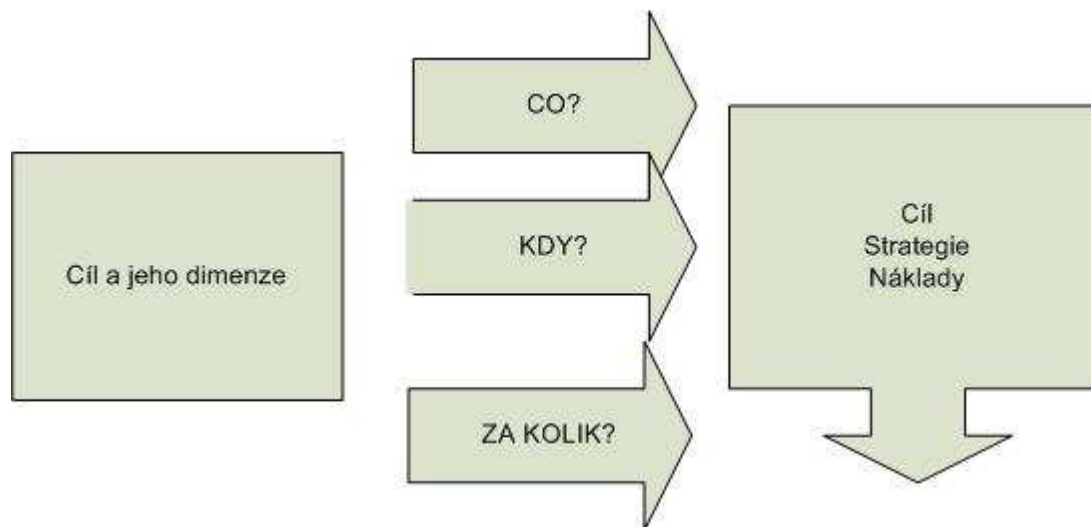 Cíl a jeho dimenze
CO?
KDY?
ZA KOLIK?
Cíl
Strategie
Náklady